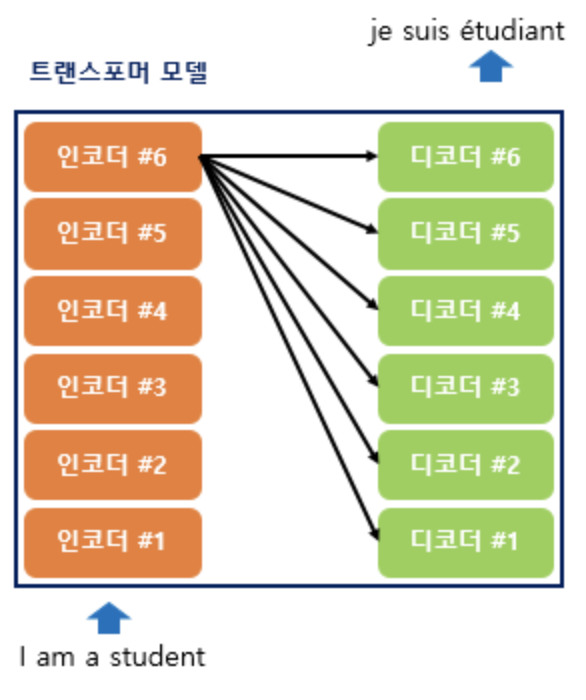 je suis étudiant
트랜스포머 모델
인코더 #6
디코더 #6
인코더 #5
디코더 #5
인코더 #4
디코더 #4
인코더 #3
디코더 #3
인코더 #2
디코더 #2
인코더 #1
디코더 #1
I am a student